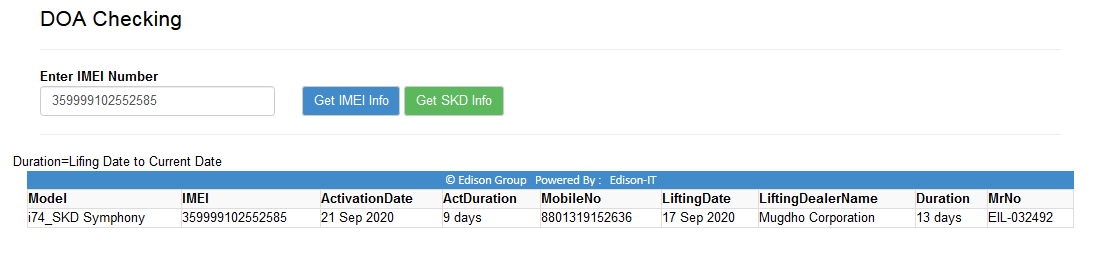 DOA Checking
Enter IMEI Number
359999102552585 Get IMEI Info Get SKD Info
Duration=Lifing Date to Current Date
© Edison Group Powered By : Edison-IT
Model IMEI ActivationDate ActDuration MobileNo LiftingDate LiftingDealerName Duration MrNo
i74_SKD Symphony 359999102552585 21 Sep 2020 9 days 8801319152636 17 Sep 2020 Mugdho Corporation 13 days EIL-032492